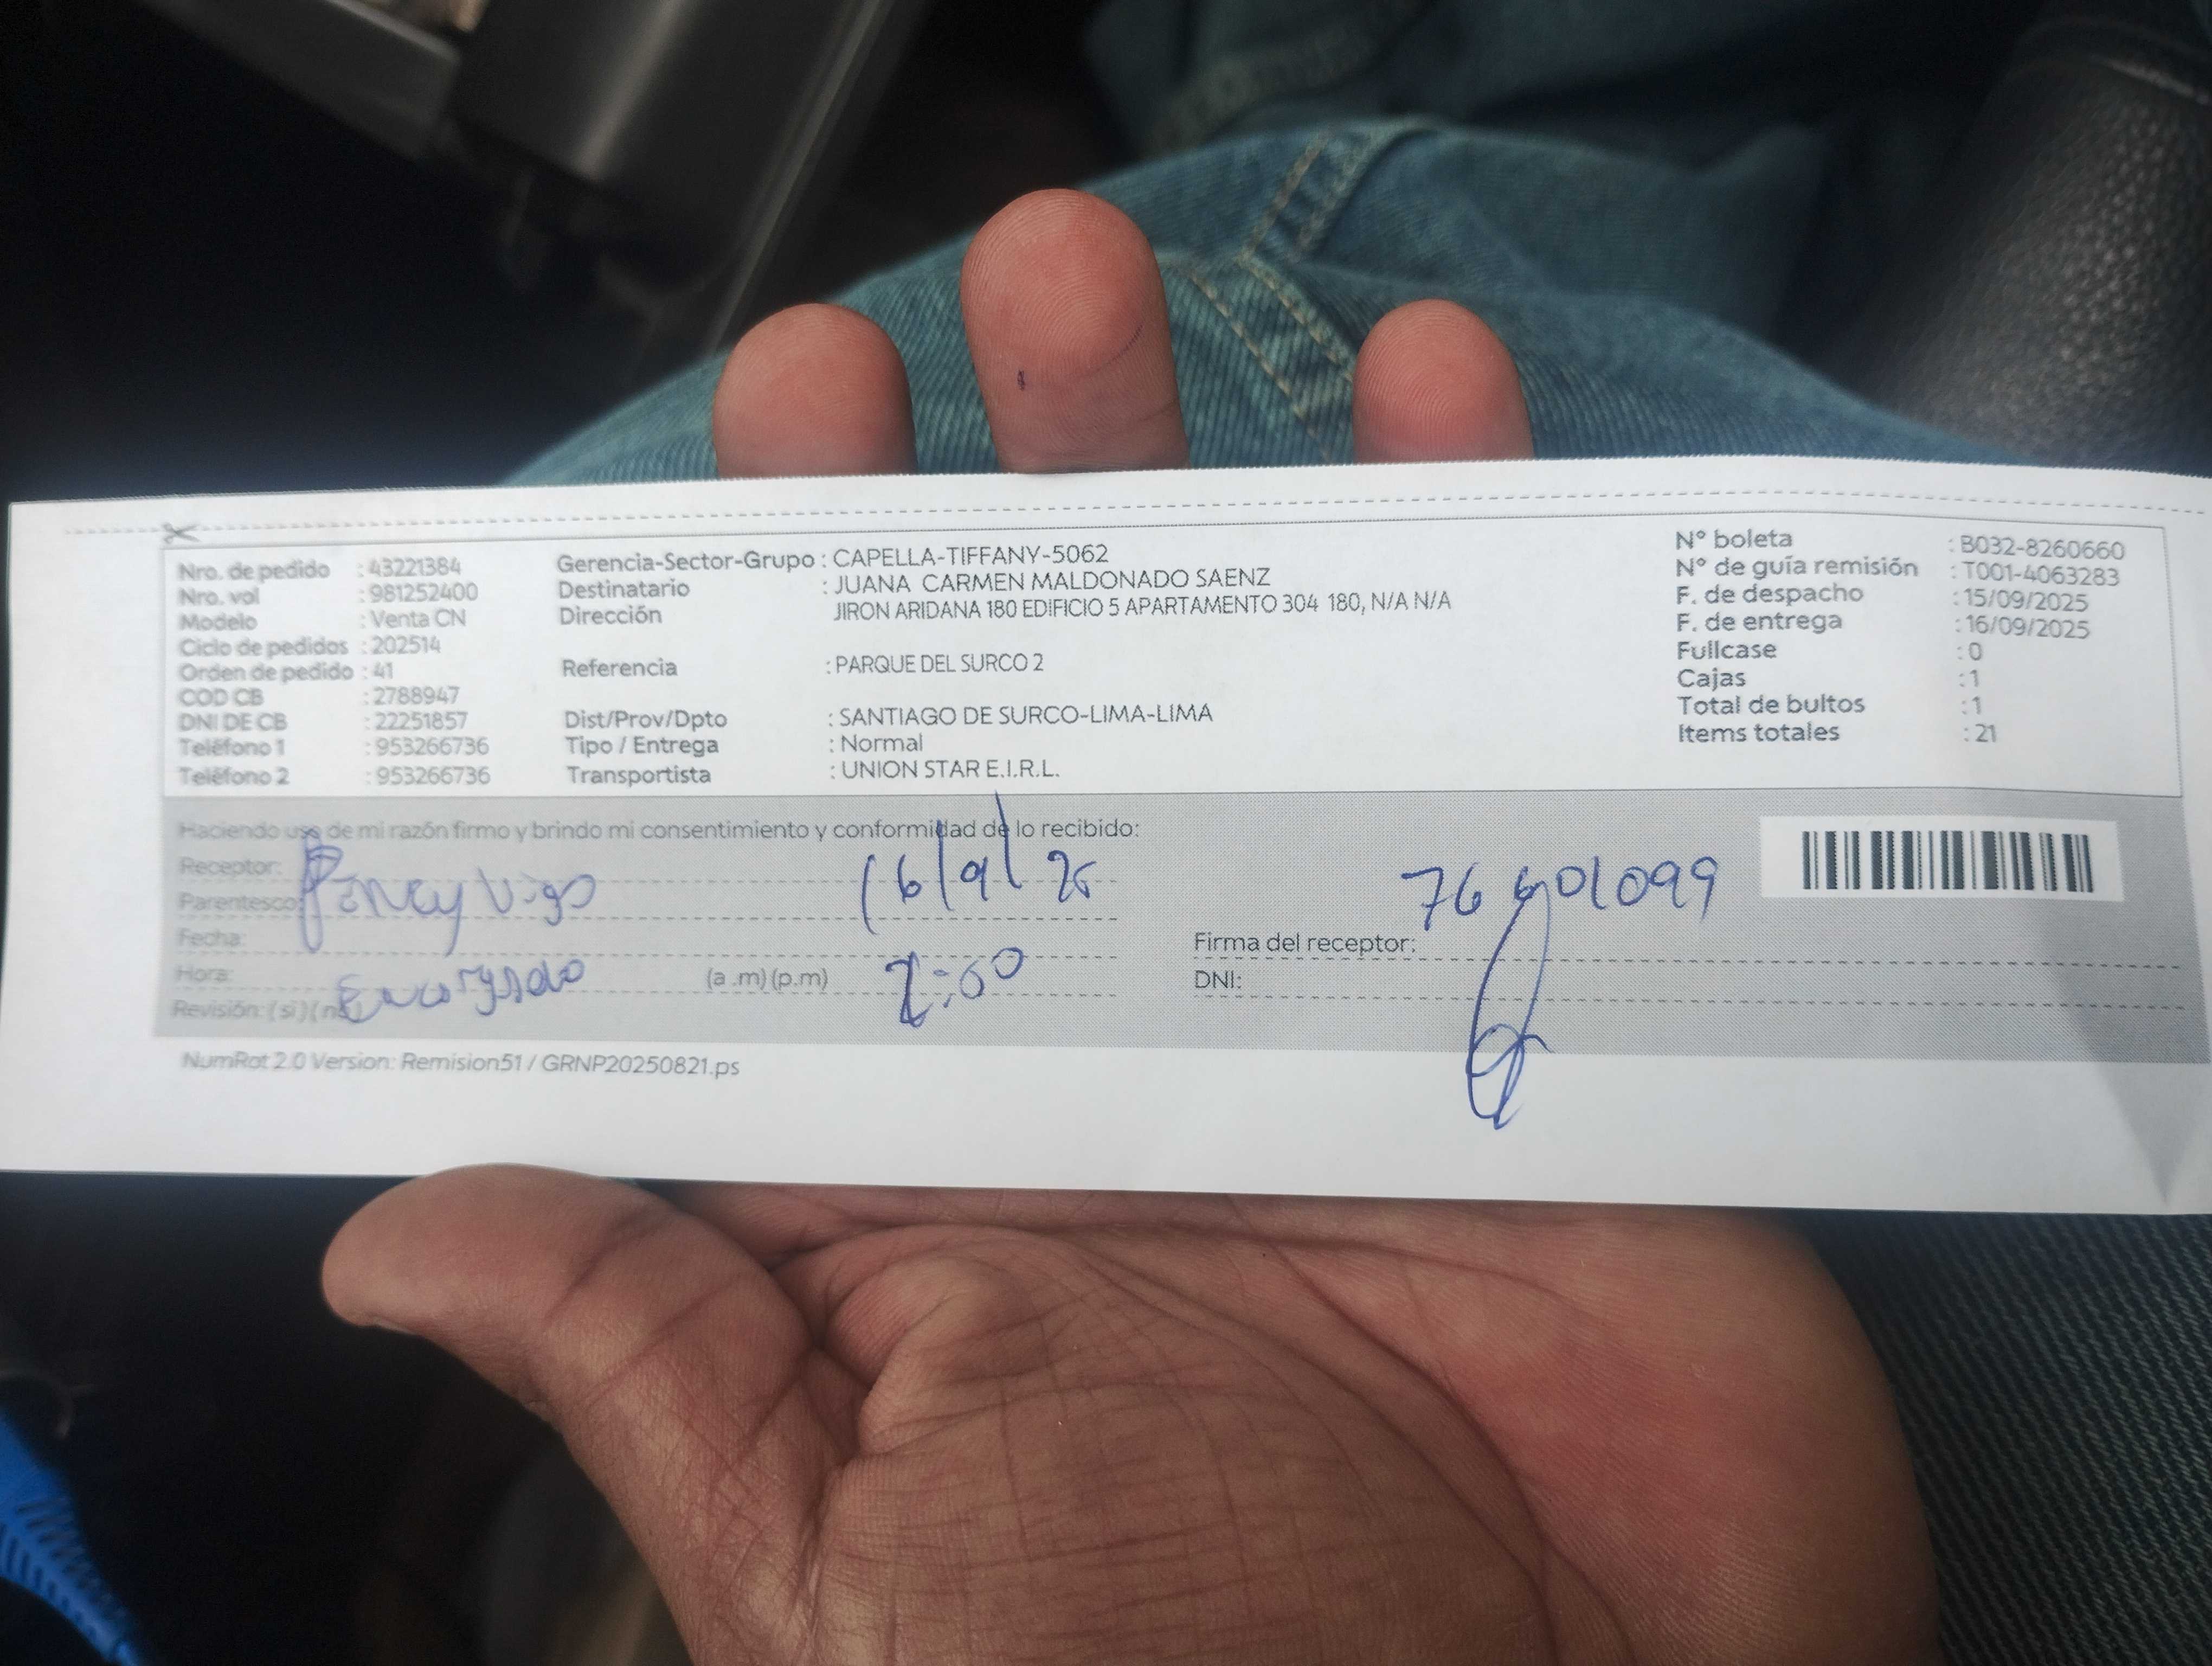 Nro. de pedido : 43221384
Nro. vol : 981252400
Modelo : Venta CN
Ciclo de pedidos : 202514
Orden de pedido : 41
COD CB : 2788947
DNI DE CB : 22251857
Teléfono 1 : 953266736
Teléfono 2 : 953266736
Gerencia-Sector-Grupo : CAPELLA-TIFFANY-5062
Destinatario : JUANA CARMEN MALDONADO SAENZ
Dirección JIRON ARIDANA 180 EDIFICIO 5 APARTAMENTO 304 180, N/A N/A
Referencia : PARQUE DEL SURCO 2
Dist/Prov/Dpto : SANTIAGO DE SURCO-LIMA-LIMA
Tipo / Entrega : Normal
Transportista : UNION STAR E.I.R.L.
N° boleta : B032-8260660
N° de guía remisión : T001-4063283
F. de despacho : 15/09/2025
F. de entrega : 16/09/2025
Fullcase : 0
Cajas : 1
Total de bultos : 1
Items totales : 21
Haciendo uso de mi razón firmo y brindo mi consentimiento y conformidad de lo recibido:
Receptor:
Parentesco: Vigo 16/9/25
Fecha:
Hora: (a .m) (p.m)
Revisión: ( si ) ( no )
Encargado
Firma del receptor:
DNI:
NumRot 2.0 Version: Remision51 / GRNP20250821.ps